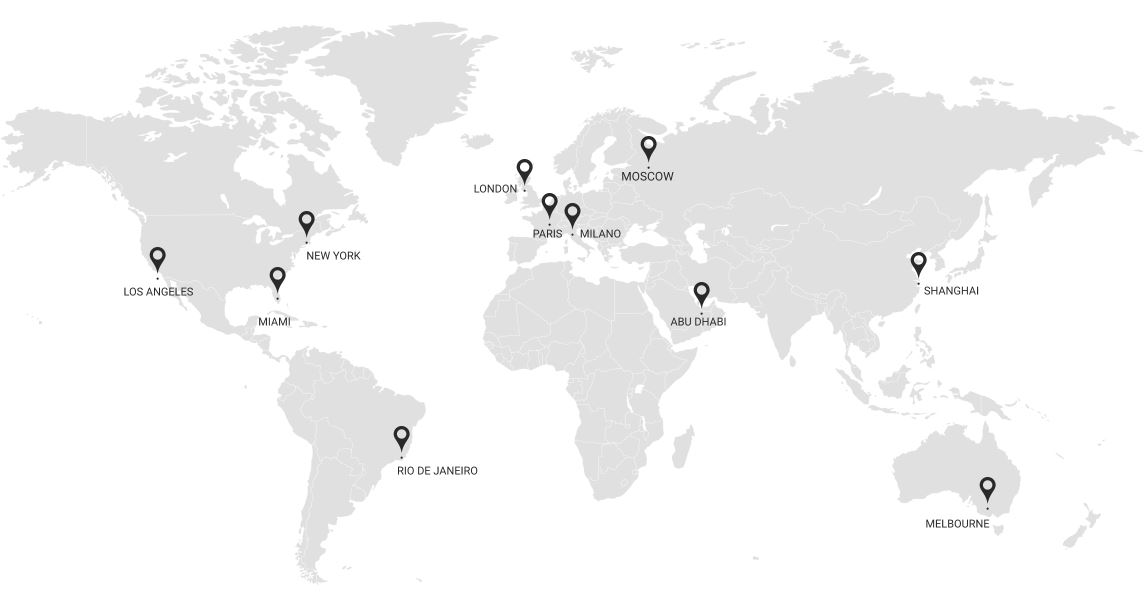 MOSCOW
LONDON
PARIS
MILANO
NEW YORK
LOS ANGELES
SHANGHAI
MIAMI
ABU DHABI
RIO DE JANEIRO
MELBOURNE